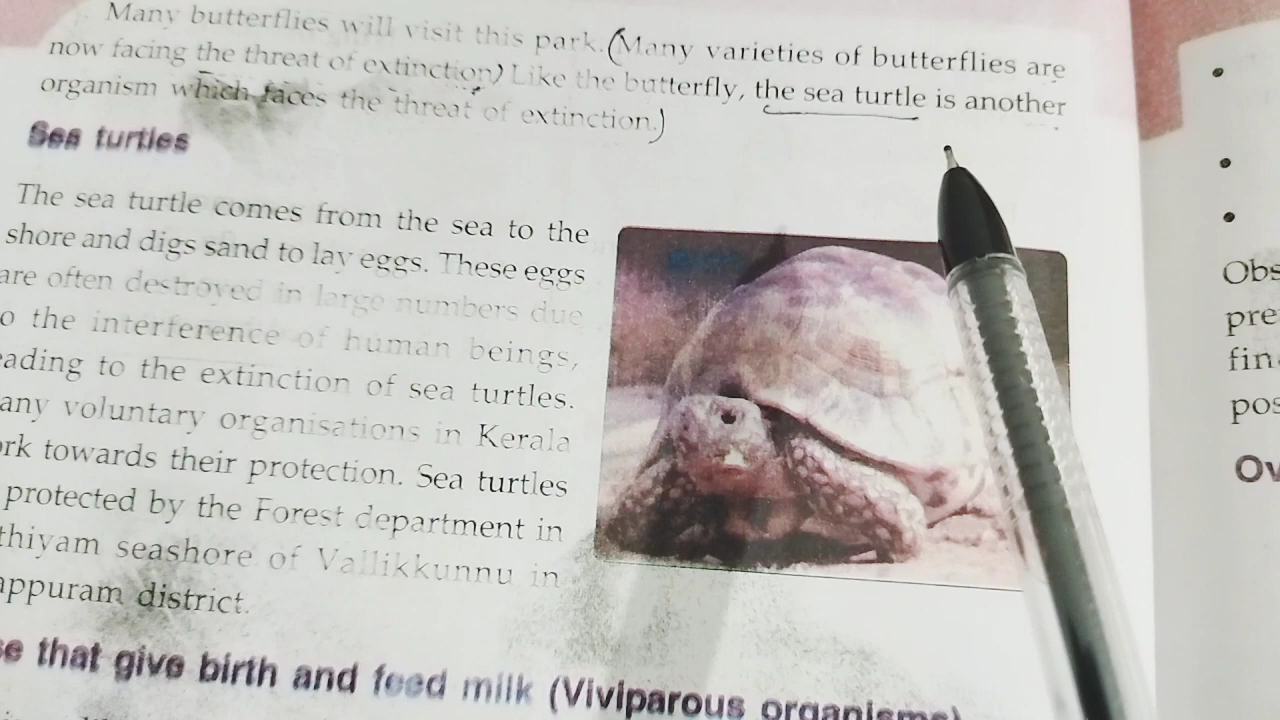 Many butterflies will visit this park. (Many varieties of butterflies are
now facing the threat of extinction) Like the butterfly, the sea turtle is another
organism which faces the threat of extinction.)
Sea turtles
The sea turtle comes from the sea to the
shore and digs sand to lay eggs. These eggs
are often destroyed in large numbers due
o the interference of human beings,
eading to the extinction of sea turtles.
any voluntary organisations in Kerala
ork towards their protection. Sea turtles
protected by the Forest department in
thiyam seashore of Vallikkunnu in
appuram district.
se that give birth and feed milk (Viviparous organisms)
Obs
pre
fin
pos
Ov